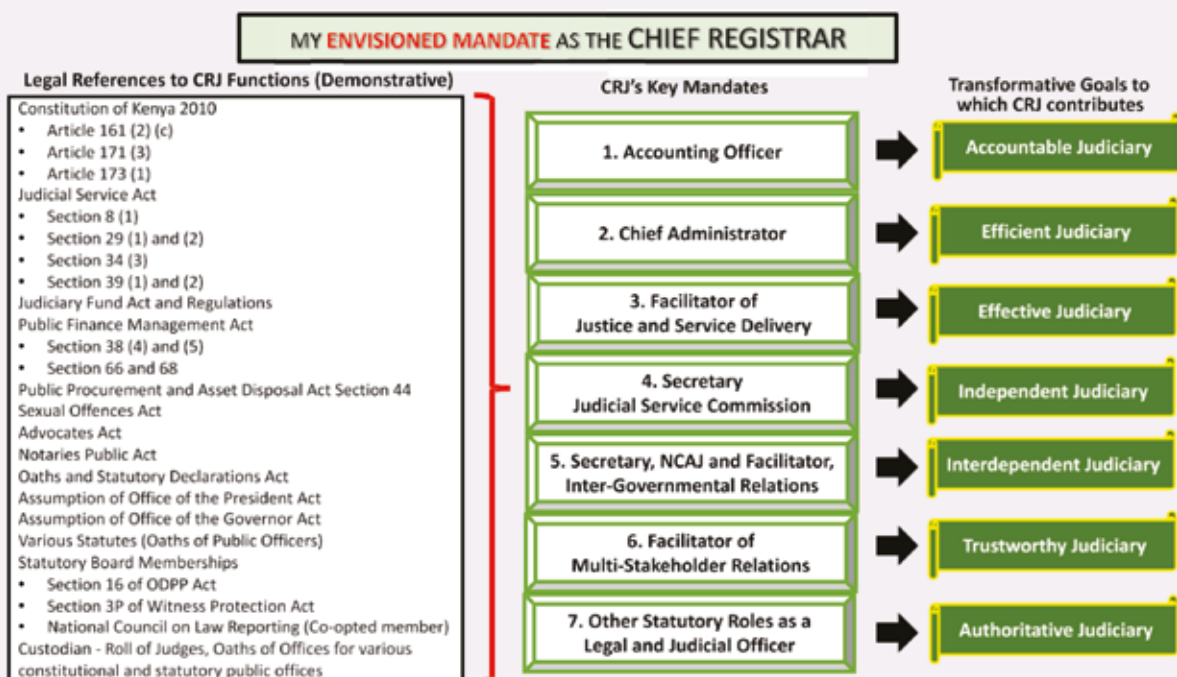 MY ENVISIONED MANDATE AS THE CHIEF REGISTRAR
Legal References to CRJ Functions (Demonstrative)
Constitution of Kenya 2010
• Article 161 (2) (c)
• Article 171 (3)
• Article 173 (1)
Judicial Service Act
• Section 8 (1)
• Section 29 (1) and (2)
• Section 34 (3)
• Section 39 (1) and (2)
Judiciary Fund Act and Regulations
Public Finance Management Act
• Section 38 (4) and (5)
• Section 66 and 68
Public Procurement and Asset Disposal Act Section 44
Sexual Offences Act
Advocates Act
Notaries Public Act
Oaths and Statutory Declarations Act
Assumption of Office of the President Act
Assumption of Office of the Governor Act
Various Statutes (Oaths of Public Officers)
Statutory Board Memberships
• Section 16 of ODPP Act
• Section 3P of Witness Protection Act
• National Council on Law Reporting (Co-opted member)
Custodian - Roll of Judges, Oaths of Offices for various
constitutional and statutory public offices
CRJ's Key Mandates
1. Accounting Officer
2. Chief Administrator
3. Facilitator of
Justice and Service Delivery
4. Secretary
Judicial Service Commission
5. Secretary, NCAJ and Facilitator,
Inter-Governmental Relations
6. Facilitator of
Multi-Stakeholder Relations
7. Other Statutory Roles as a
Legal and Judicial Officer
Transformative Goals to
which CRJ contributes
Accountable Judiciary
Efficient Judiciary
Effective Judiciary
Independent Judiciary
Interdependent Judiciary
Trustworthy Judiciary
Authoritative Judiciary